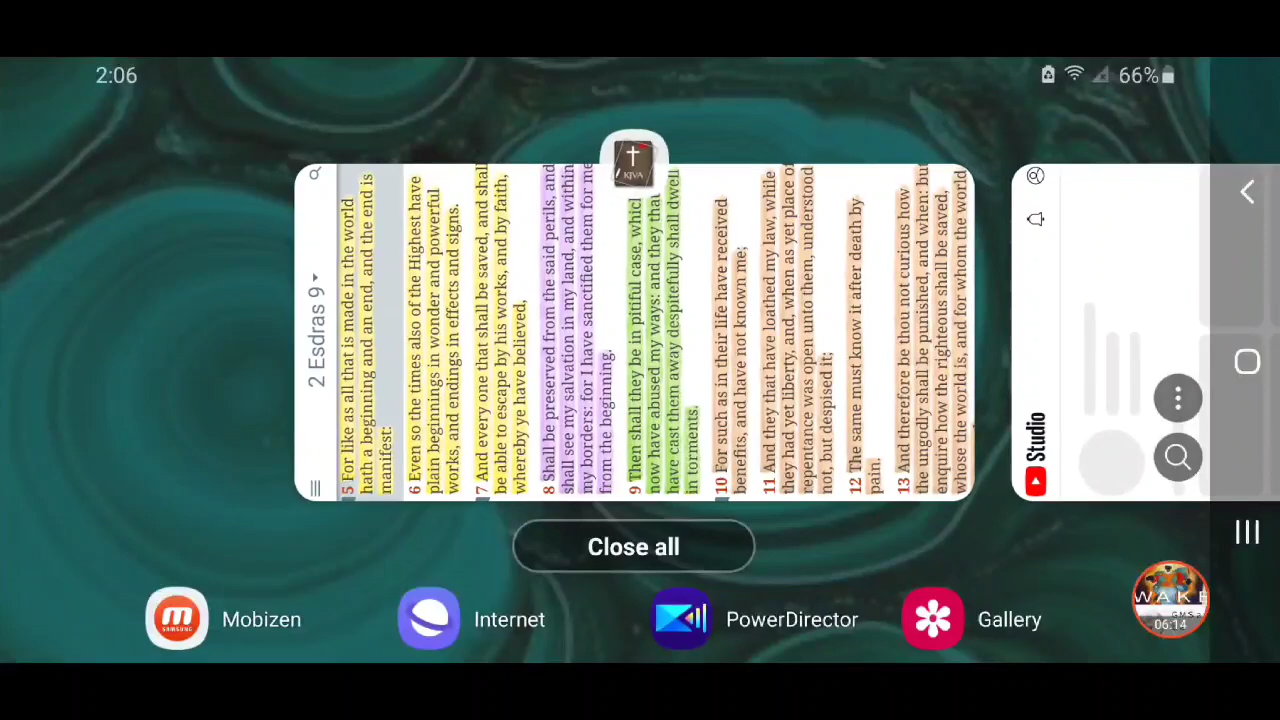 2:06
66%
KJVA
2 Esdras 9
5 For like as all that is made in the world
hath a beginning and an end, and the end is
manifest:
6 Even so the times also of the Highest have
plain beginnings in wonder and powerful
works, and endings in effects and signs.
7 And every one that shall be saved, and shall
be able to escape by his works, and by faith,
whereby ye have believed,
8 Shall be preserved from the said perils, and
shall see my salvation in my land, and within
my borders: for I have sanctified them for me
from the beginning.
9 Then shall they be in pitiful case, which
now have abused my ways: and they that
have cast them away despitefully shall dwell
in torments.
10 For such as in their life have received
benefits, and have not known me;
11 And they that have loathed my law, while
they had yet liberty, and, when as yet place of
repentance was open unto them, understood
not, but despised it;
12 The same must know it after death by
pain.
13 And therefore be thou not curious how
the ungodly shall be punished, and when: but
enquire how the righteous shall be saved,
whose the world is, and for whom the world
Studio
Close all
Mobizen
SAMSUNG
Internet
PowerDirector
Gallery
WAKE
GMSa
06:14